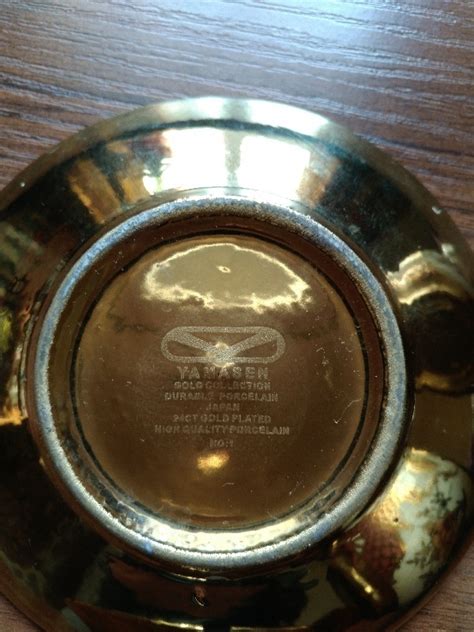 YAMASEN
GOLD COLLECTION
DURABLE PORCELAIN
JAPAN
24CT GOLD PLATED
HIGH QUALITY PORCELAIN